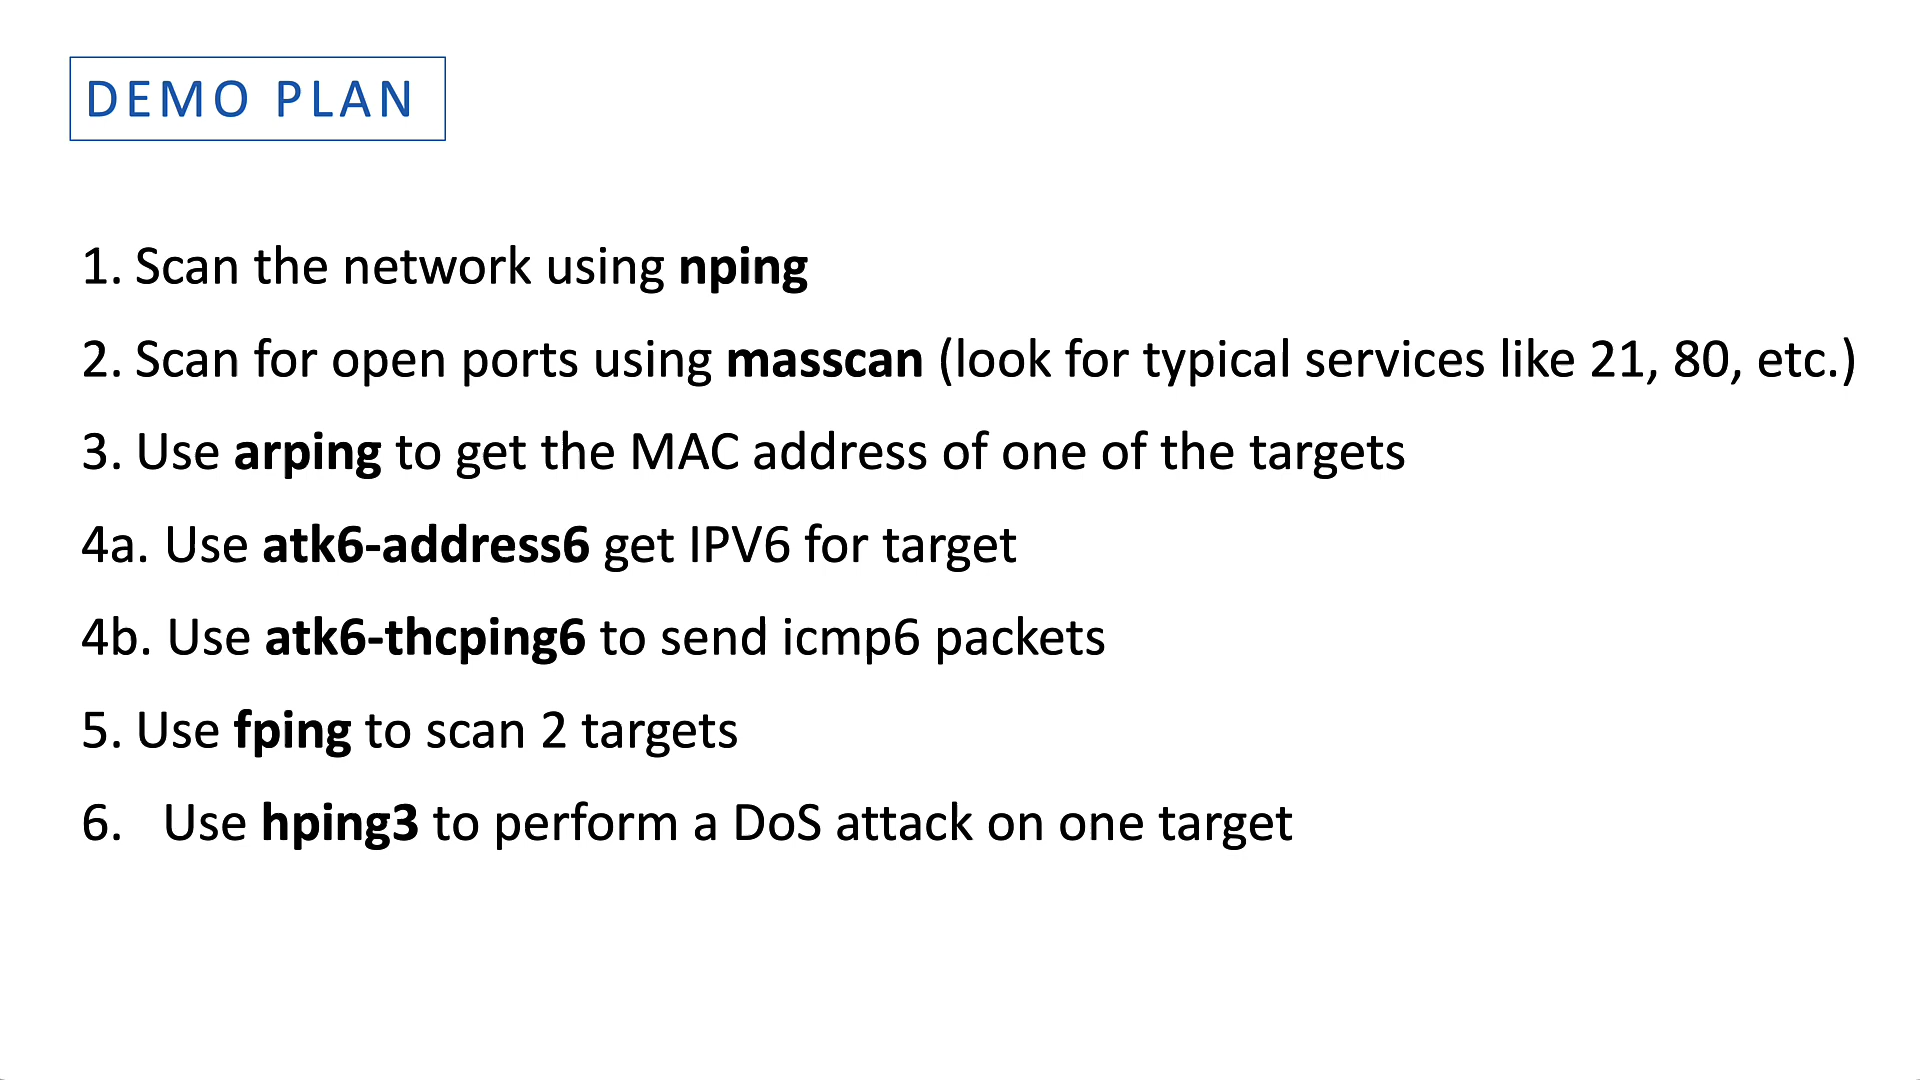 DEMO PLAN
1. Scan the network using nping
2. Scan for open ports using masscan (look for typical services like 21, 80, etc.)
3. Use arping to get the MAC address of one of the targets
4a. Use atk6-address6 get IPV6 for target
4b. Use atk6-thcping6 to send icmp6 packets
5. Use fping to scan 2 targets
6. Use hping3 to perform a DoS attack on one target